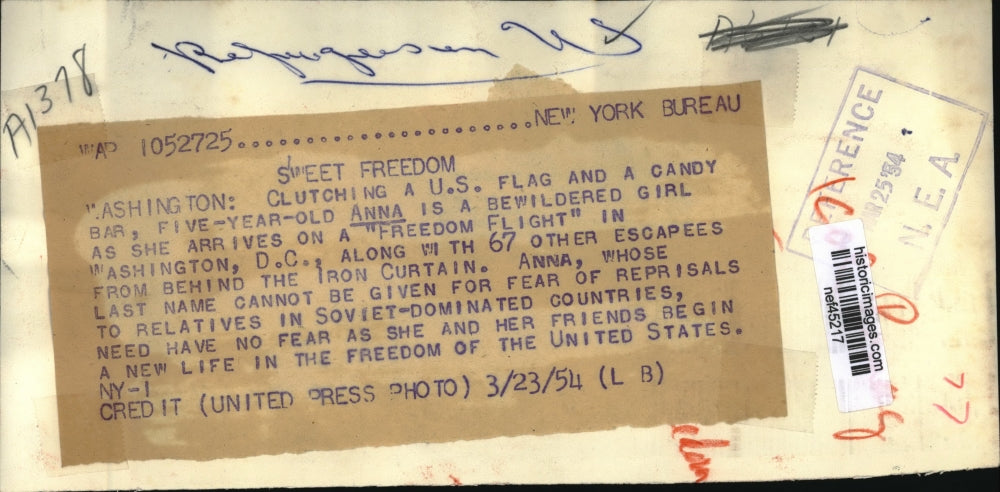 Refugees in US
A1378
WAP 1052725......................NEW YORK BUREAU
SWEET FREEDOM
WASHINGTON: CLUTCHING A U.S. FLAG AND A CANDY
BAR, FIVE-YEAR-OLD ANNA IS A BEWILDERED GIRL
AS SHE ARRIVES ON A "FREEDOM FLIGHT" IN
WASHINGTON, D.C., ALONG WITH 67 OTHER ESCAPEES
FROM BEHIND THE IRON CURTAIN. ANNA, WHOSE
LAST NAME CANNOT BE GIVEN FOR FEAR OF REPRISALS
TO RELATIVES IN SOVIET-DOMINATED COUNTRIES,
NEED HAVE NO FEAR AS SHE AND HER FRIENDS BEGIN
A NEW LIFE IN THE FREEDOM OF THE UNITED STATES.
NY-1
CREDIT (UNITED PRESS PHOTO) 3/23/54 (L B)
ERENCE
25 '54
N. E. A.
historicimages.com
nef45217
77